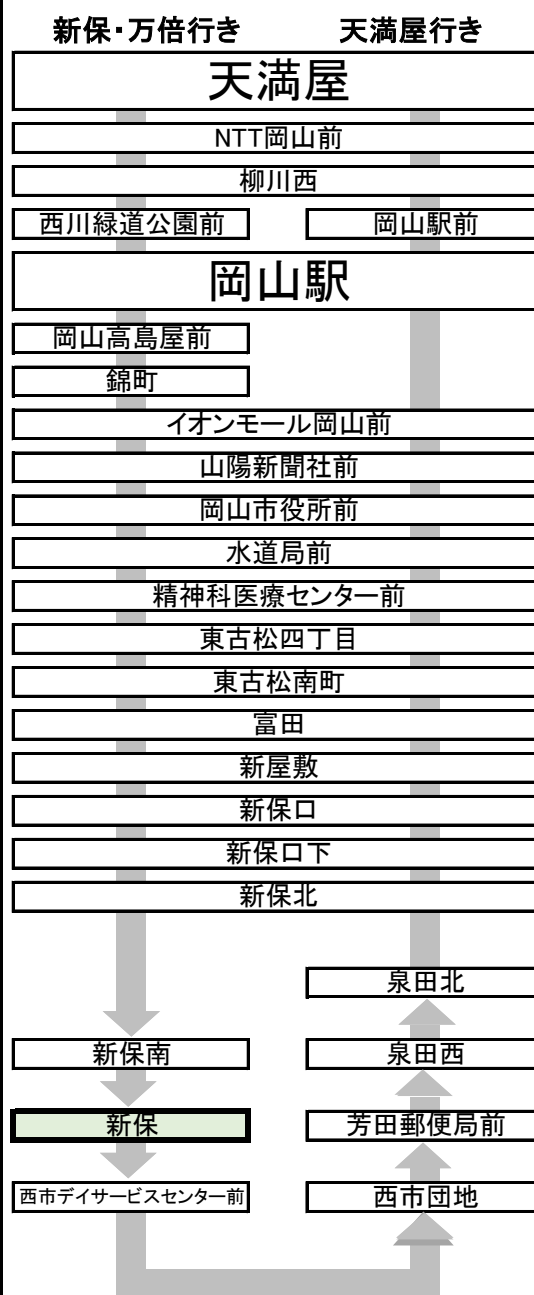 新保・万倍行き 天満屋行き
天満屋
NTT岡山前
柳川西
西川緑道公園前 岡山駅前
岡山駅
岡山高島屋前
錦町
イオンモール岡山前
山陽新聞社前
岡山市役所前
水道局前
精神科医療センター前
東古松四丁目
東古松南町
富田
新屋敷
新保口
新保口下
新保北
泉田北
新保南 泉田西
新保 芳田郵便局前
西市デイサービスセンター前 西市団地